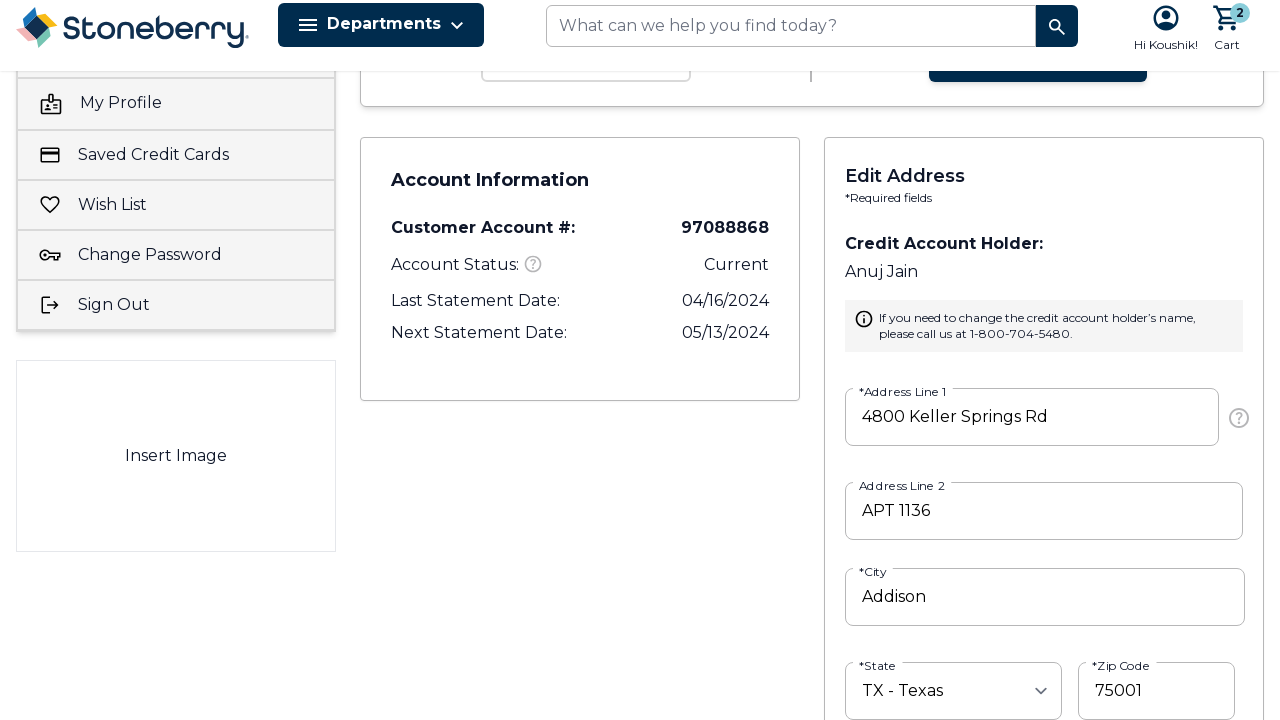 Stoneberry
Departments
What can we help you find today?
Hi Koushik!
2
Cart
My Profile
Saved Credit Cards
Wish List
Change Password
Sign Out
Insert Image
Account Information
Customer Account #: 97088868
Account Status: Current
Last Statement Date: 04/16/2024
Next Statement Date: 05/13/2024
Edit Address
*Required fields
Credit Account Holder:
Anuj Jain
If you need to change the credit account holder's name,
please call us at 1-800-704-5480.
*Address Line 1
4800 Keller Springs Rd
Address Line 2
APT 1136
*City
Addison
*State
TX - Texas
*Zip Code
75001